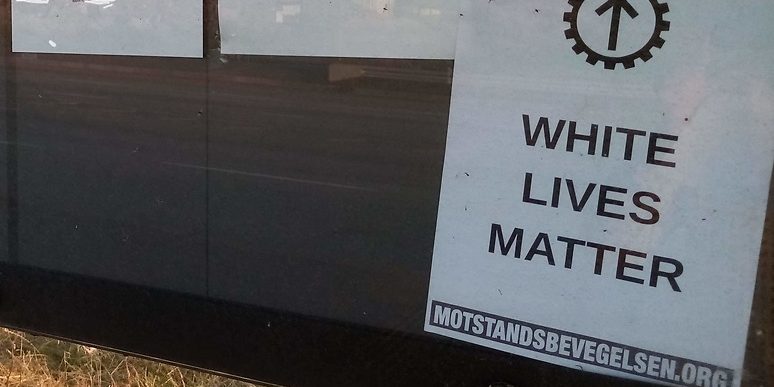 WHITE
LIVES
MATTER
MOTSTANDSBEVEGELSEN.ORG